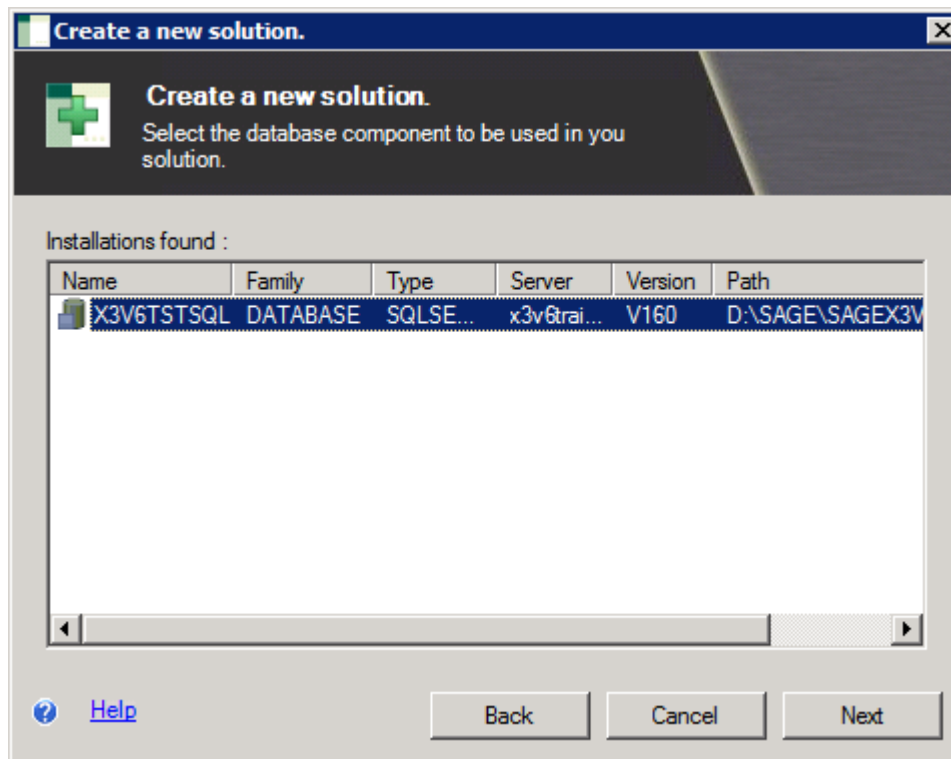 Create a new solution.
Create a new solution.
Select the database component to be used in you
solution.
Installations found :
Name Family Type Server Version Path
X3V6TSTSQL DATABASE SQLSE... x3v6trai... V160 D:\SAGE\SAGEX3V
Help Back Cancel Next